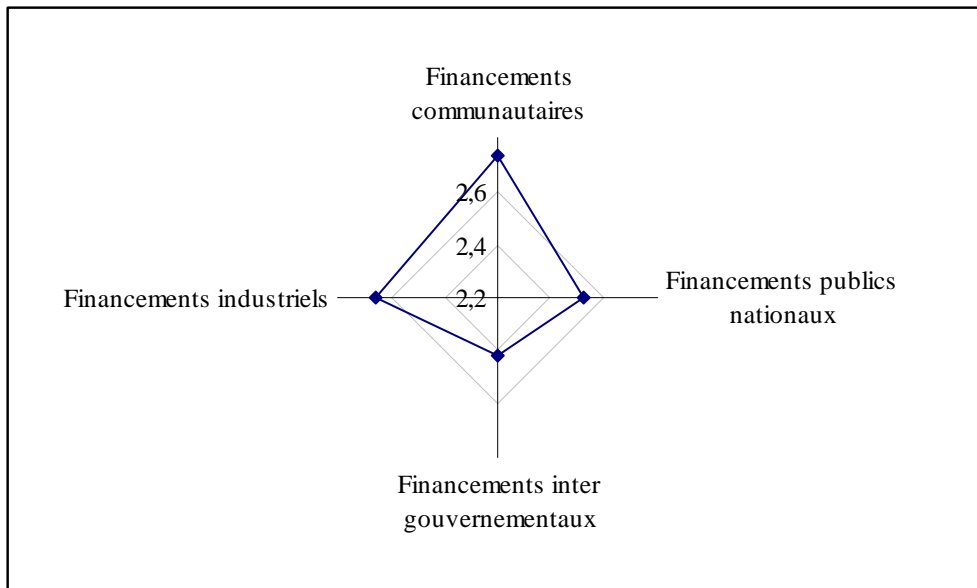 Financements
communautaires
2,6
2,4
2,2
Financements industriels
Financements publics
nationaux
Financements inter
gouvernementaux